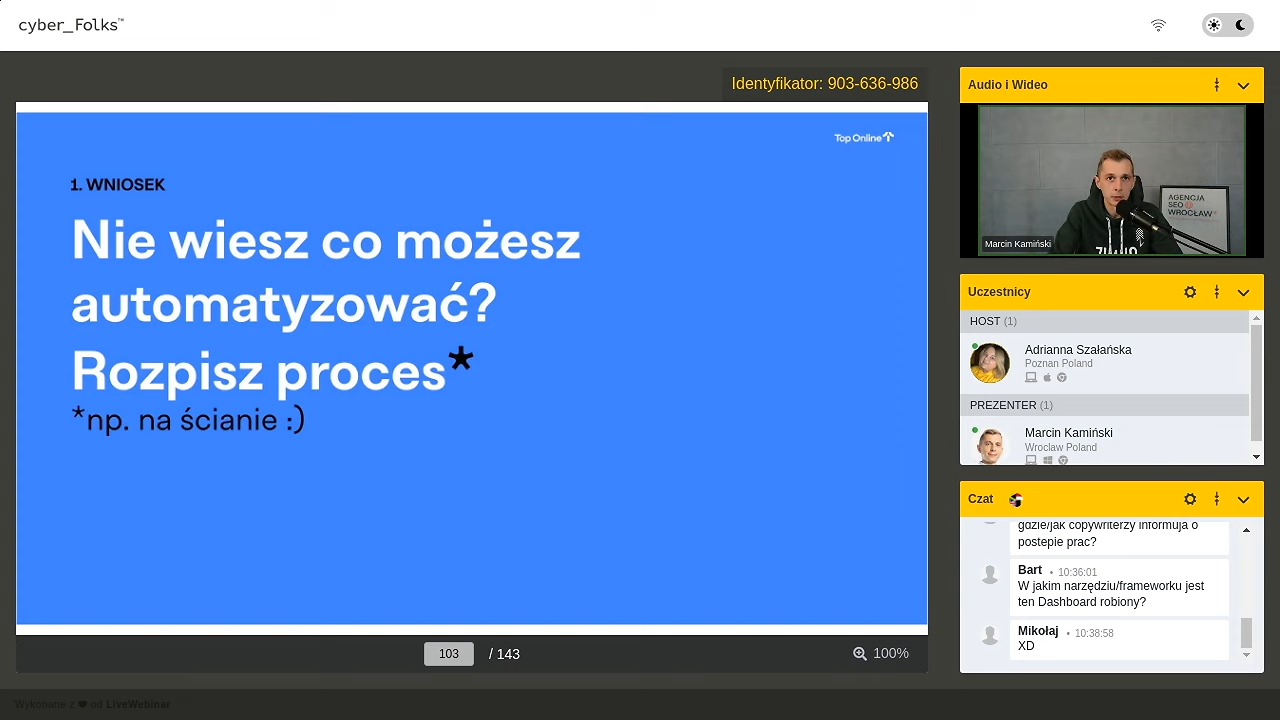 cyber_Folks™
Identyfikator: 903-636-986
Top Online
1. WNIOSEK
Nie wiesz co możesz
automatyzować?
Rozpisz proces*
*np. na ścianie :)
103 / 143
100%
Wykonane z ❤ od LiveWebinar
Audio i Wideo
AGENCJA
SEO
WROCŁAW
Marcin Kamiński
Uczestnicy
HOST (1)
Adrianna Szałańska
Poznan Poland
PREZENTER (1)
Marcin Kamiński
Wroclaw Poland
Czat
gdzie/jak copywriterzy informują o
postepie prac?
Bart • 10:36:01
W jakim narzędziu/frameworku jest
ten Dashboard robiony?
Mikołaj • 10:38:58
XD